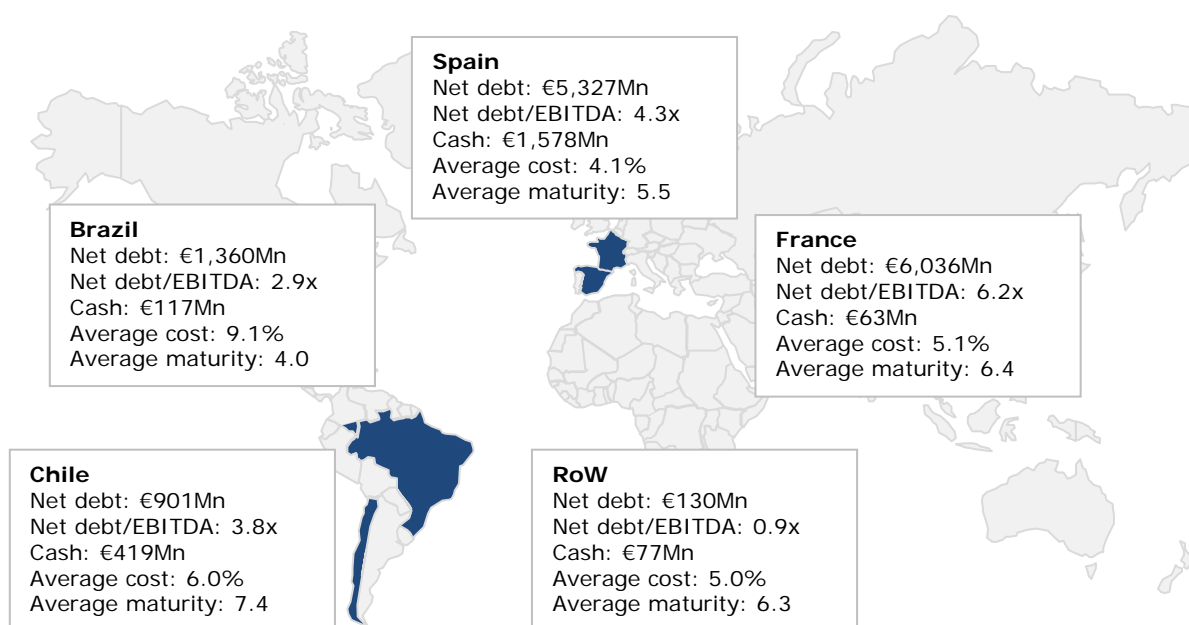 Spain
Net debt: €5,327Mn
Net debt/EBITDA: 4.3x
Cash: €1,578Mn
Average cost: 4.1%
Average maturity: 5.5
Brazil
Net debt: €1,360Mn
Net debt/EBITDA: 2.9x
Cash: €117Mn
Average cost: 9.1%
Average maturity: 4.0
France
Net debt: €6,036Mn
Net debt/EBITDA: 6.2x
Cash: €63Mn
Average cost: 5.1%
Average maturity: 6.4
Chile
Net debt: €901Mn
Net debt/EBITDA: 3.8x
Cash: €419Mn
Average cost: 6.0%
Average maturity: 7.4
RoW
Net debt: €130Mn
Net debt/EBITDA: 0.9x
Cash: €77Mn
Average cost: 5.0%
Average maturity: 6.3